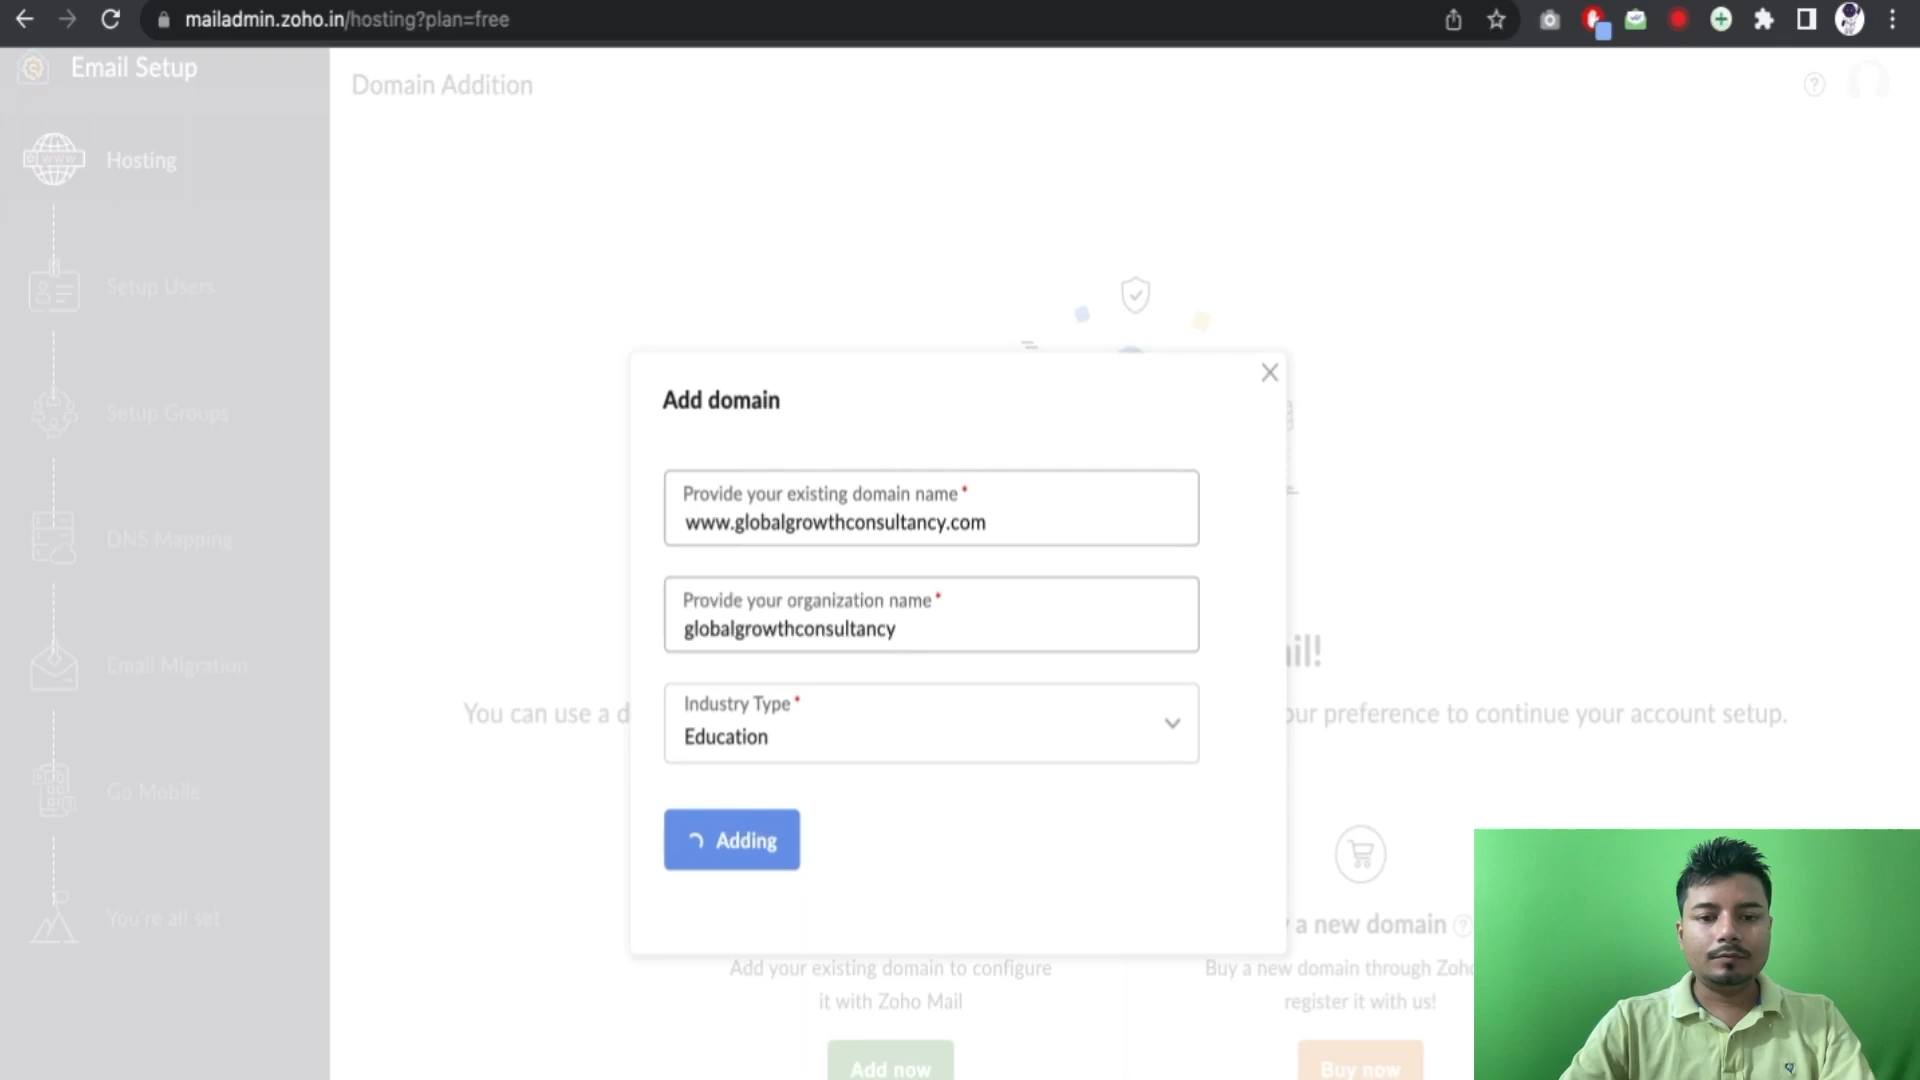 mailadmin.zoho.in/hosting?plan=free
Email Setup
Domain Addition
?
WWW
Hosting
Setup Users
Setup Groups
DNS Mapping
Email Migration
Go Mobile
You're all set
Add domain
Provide your existing domain name *
www.globalgrowthconsultancy.com
Provide your organization name *
globalgrowthconsultancy
Industry Type *
Education
Adding
il!
You can use a d
our preference to continue your account setup.
a new domain ?
Add your existing domain to configure
it with Zoho Mail
Buy a new domain through Zoho
register it with us!
Add now
Buy now